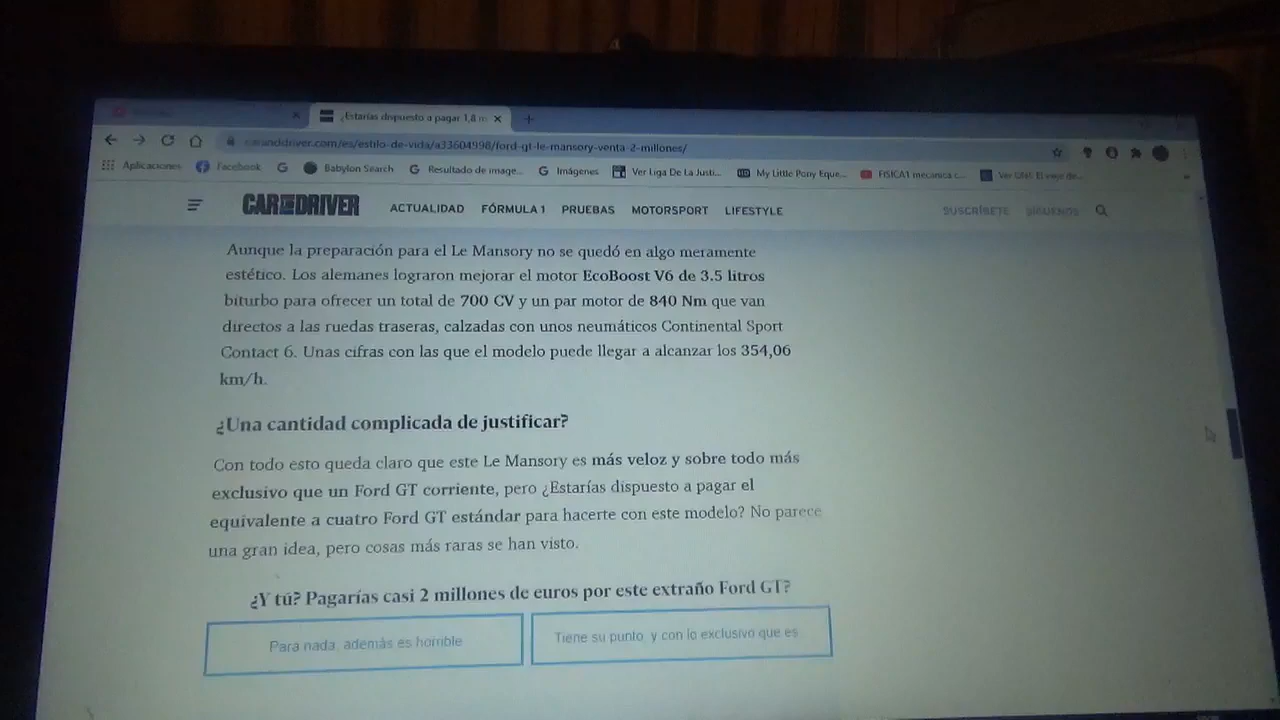 ¿Estarías dispuesto a pagar 1,8 m
caranddriver.com/es/estilo-de-vida/a33604998/ford-gt-le-mansory-venta-2-millones/
Aplicaciones Facebook Babylon Search Resultado de image... Imágenes Ver Liga De La Justi... My Little Pony Eque... FISICA1 mecanica c...
CAR AND DRIVER ACTUALIDAD FÓRMULA 1 PRUEBAS MOTORSPORT LIFESTYLE SUSCRÍBETE SÍGUENOS
Aunque la preparación para el Le Mansory no se quedó en algo meramente
estético. Los alemanes lograron mejorar el motor EcoBoost V6 de 3.5 litros
biturbo para ofrecer un total de 700 CV y un par motor de 840 Nm que van
directos a las ruedas traseras, calzadas con unos neumáticos Continental Sport
Contact 6. Unas cifras con las que el modelo puede llegar a alcanzar los 354,06
km/h.
¿Una cantidad complicada de justificar?
Con todo esto queda claro que este Le Mansory es más veloz y sobre todo más
exclusivo que un Ford GT corriente, pero ¿Estarías dispuesto a pagar el
equivalente a cuatro Ford GT estándar para hacerte con este modelo? No parece
una gran idea, pero cosas más raras se han visto.
¿Y tú? Pagarías casi 2 millones de euros por este extraño Ford GT?
Para nada, además es horrible
Tiene su punto, y con lo exclusivo que es